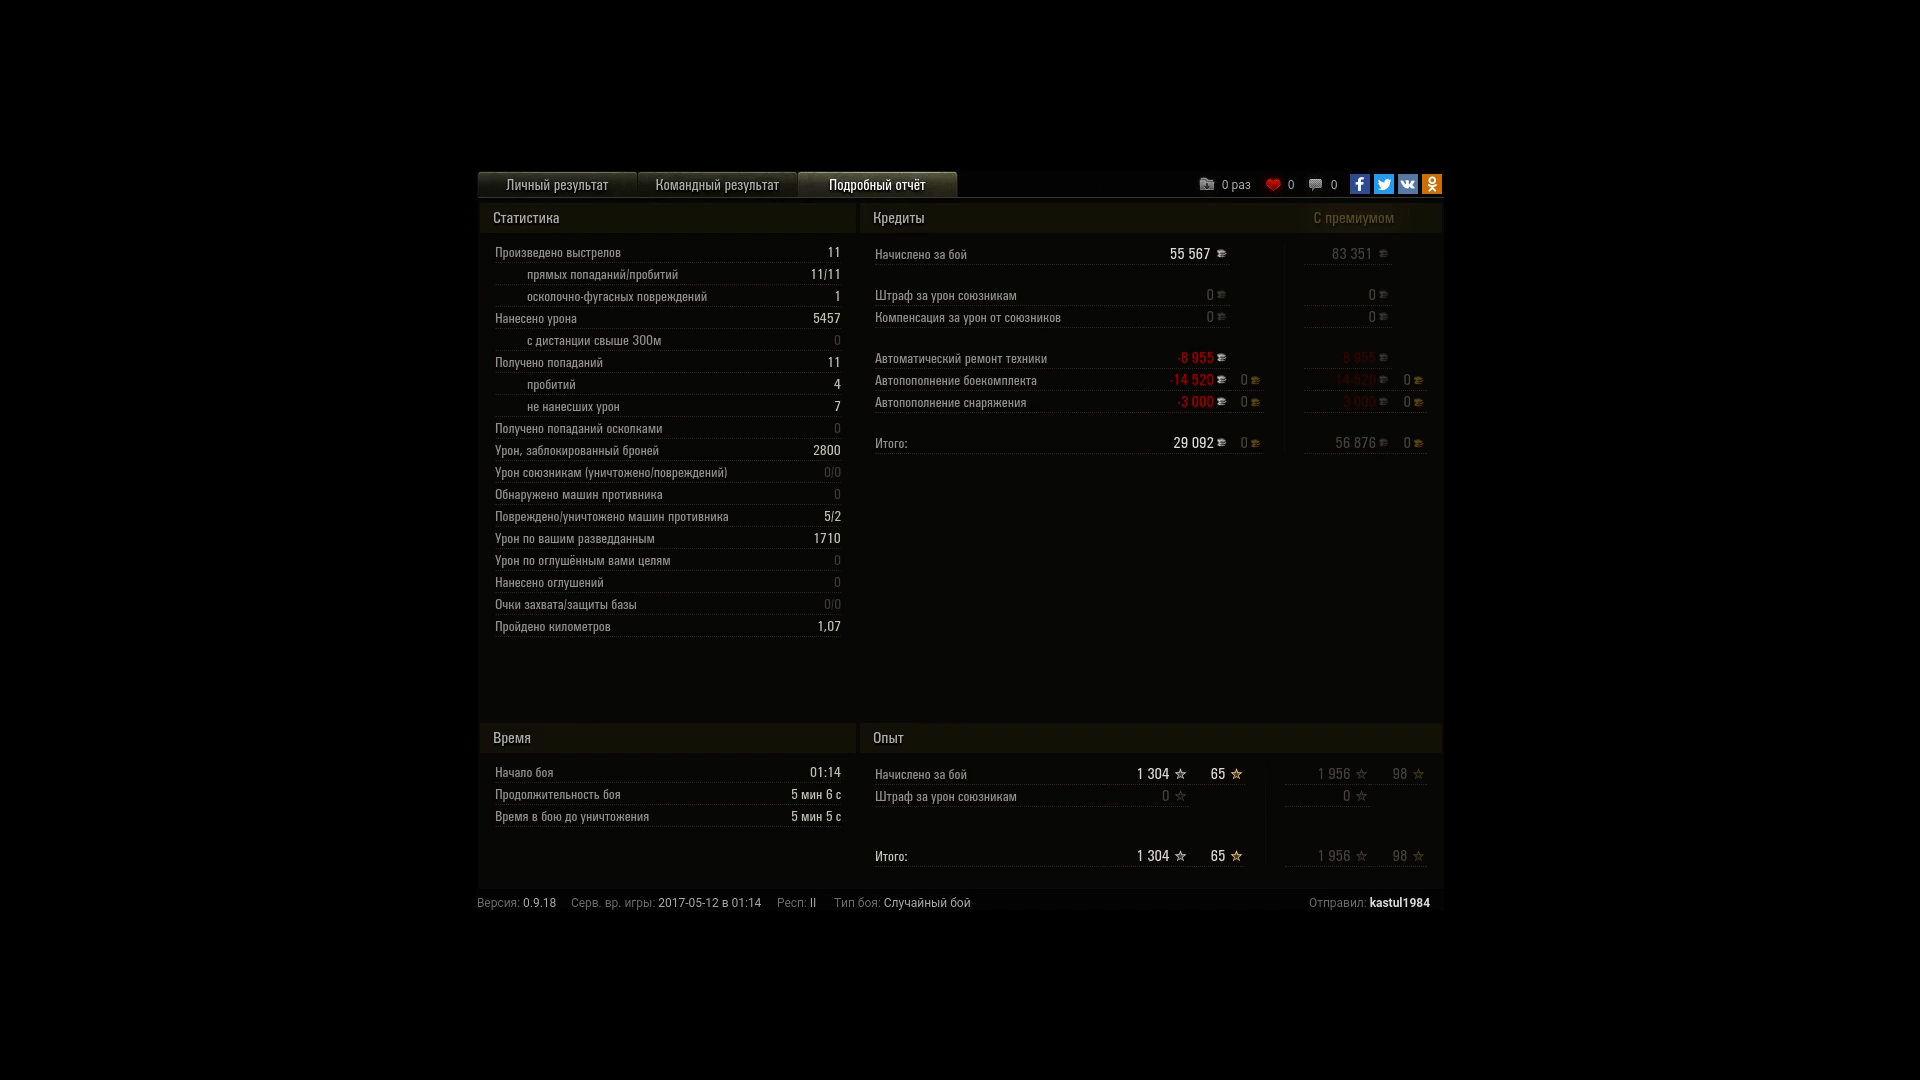 Личный результат Командный результат Подробный отчёт 0 раз 0 0
Статистика
Произведено выстрелов 11
прямых попаданий/пробитий 11/11
осколочно-фугасных повреждений 1
Нанесено урона 5457
с дистанции свыше 300м 0
Получено попаданий 11
пробитий 4
не нанесших урон 7
Получено попаданий осколками 0
Урон, заблокированный броней 2800
Урон союзникам (уничтожено/повреждений) 0/0
Обнаружено машин противника 0
Повреждено/уничтожено машин противника 5/2
Урон по вашим разведданным 1710
Урон по оглушённым вами целям 0
Нанесено оглушений 0
Очки захвата/защиты базы 0/0
Пройдено километров 1,07
Кредиты С премиумом
Начислено за бой 55 567 83 351
Штраф за урон союзникам 0 0
Компенсация за урон от союзников 0 0
Автоматический ремонт техники -8 955 -8 955
Автопополнение боекомплекта -14 520 0 -14 520 0
Автопополнение снаряжения -3 000 0 -3 000 0
Итого: 29 092 0 56 876 0
Время
Начало боя 01:14
Продолжительность боя 5 мин 6 с
Время в бою до уничтожения 5 мин 5 с
Опыт
Начислено за бой 1 304 65 1 956 98
Штраф за урон союзникам 0 0
Итого: 1 304 65 1 956 98
Версия: 0.9.18 Серв. вр. игры: 2017-05-12 в 01:14 Респ: II Тип боя: Случайный бой Отправил: kastul1984